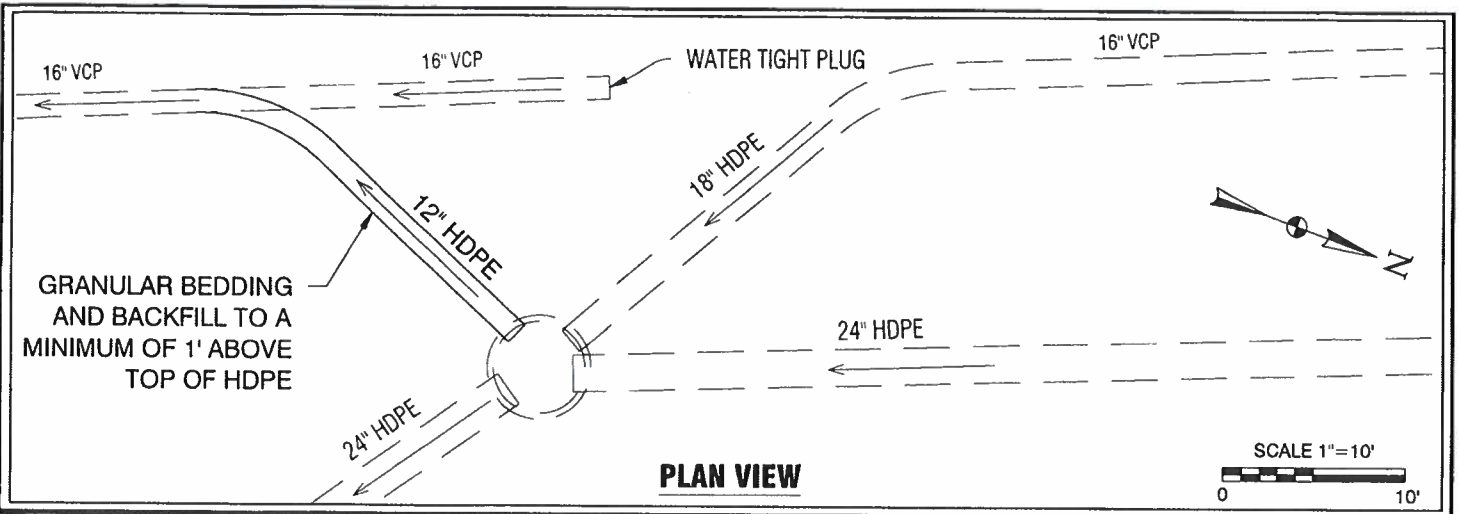 16" VCP
16" VCP
WATER TIGHT PLUG
16" VCP
18" HDPE
12" HDPE
N
GRANULAR BEDDING
AND BACKFILL TO A
MINIMUM OF 1' ABOVE
TOP OF HDPE
24" HDPE
24" HDPE
PLAN VIEW
SCALE 1"=10'
0 10'